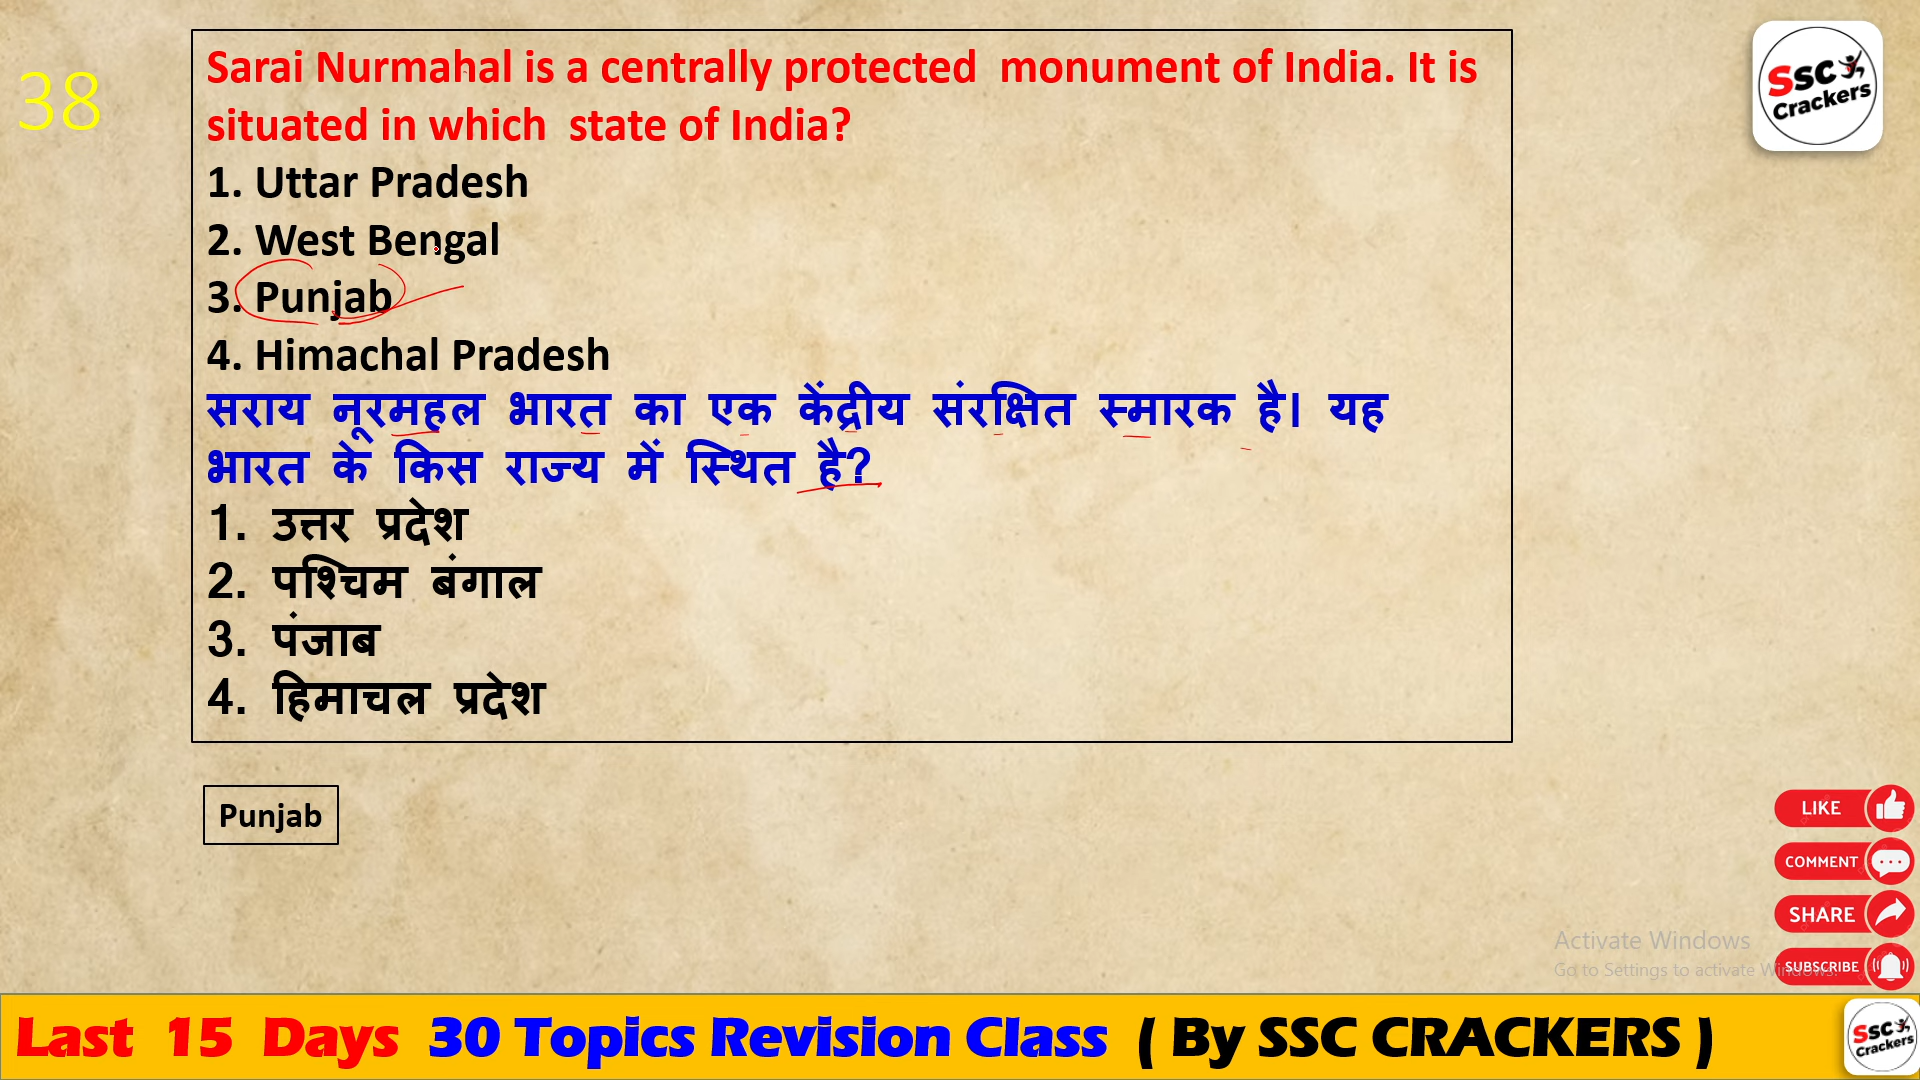 38
Sarai Nurmahal is a centrally protected monument of India. It is
situated in which state of India?
1. Uttar Pradesh
2. West Bengal
3. Punjab
4. Himachal Pradesh
सराय नूरमहल भारत का एक केंद्रीय संरक्षित स्मारक है। यह
भारत के किस राज्य में स्थित है?
1. उत्तर प्रदेश
2. पश्चिम बंगाल
3. पंजाब
4. हिमाचल प्रदेश
Punjab
SSC
Crackers
LIKE
COMMENT
SHARE
SUBSCRIBE
Activate Windows
Go to Settings to activate Windows.
Last 15 Days 30 Topics Revision Class ( By SSC CRACKERS )
SSC
Crackers